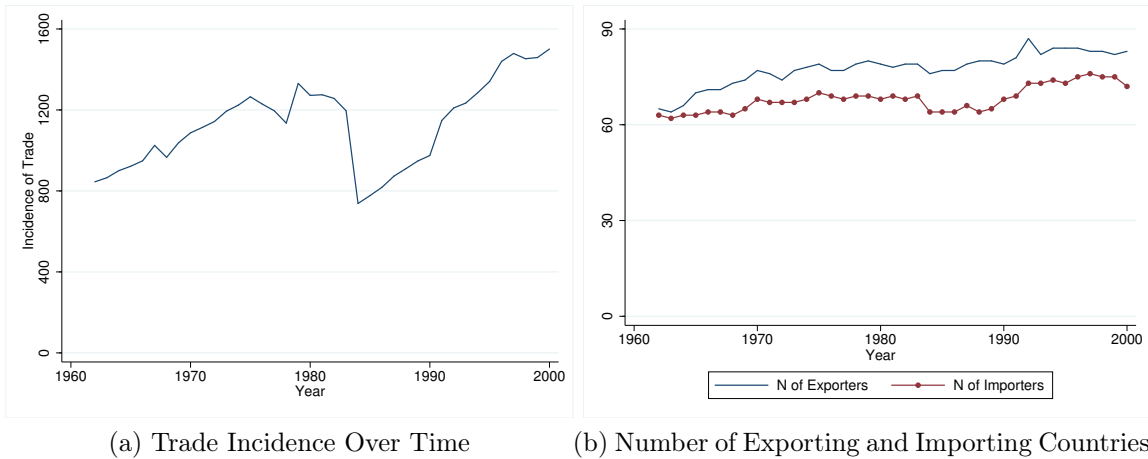 1600
1200
800
400
0
Incidence of Trade
1960 1970 1980 1990 2000
Year
(a) Trade Incidence Over Time
90
60
30
0
1960 1970 1980 1990 2000
Year
N of Exporters N of Importers
(b) Number of Exporting and Importing Countries